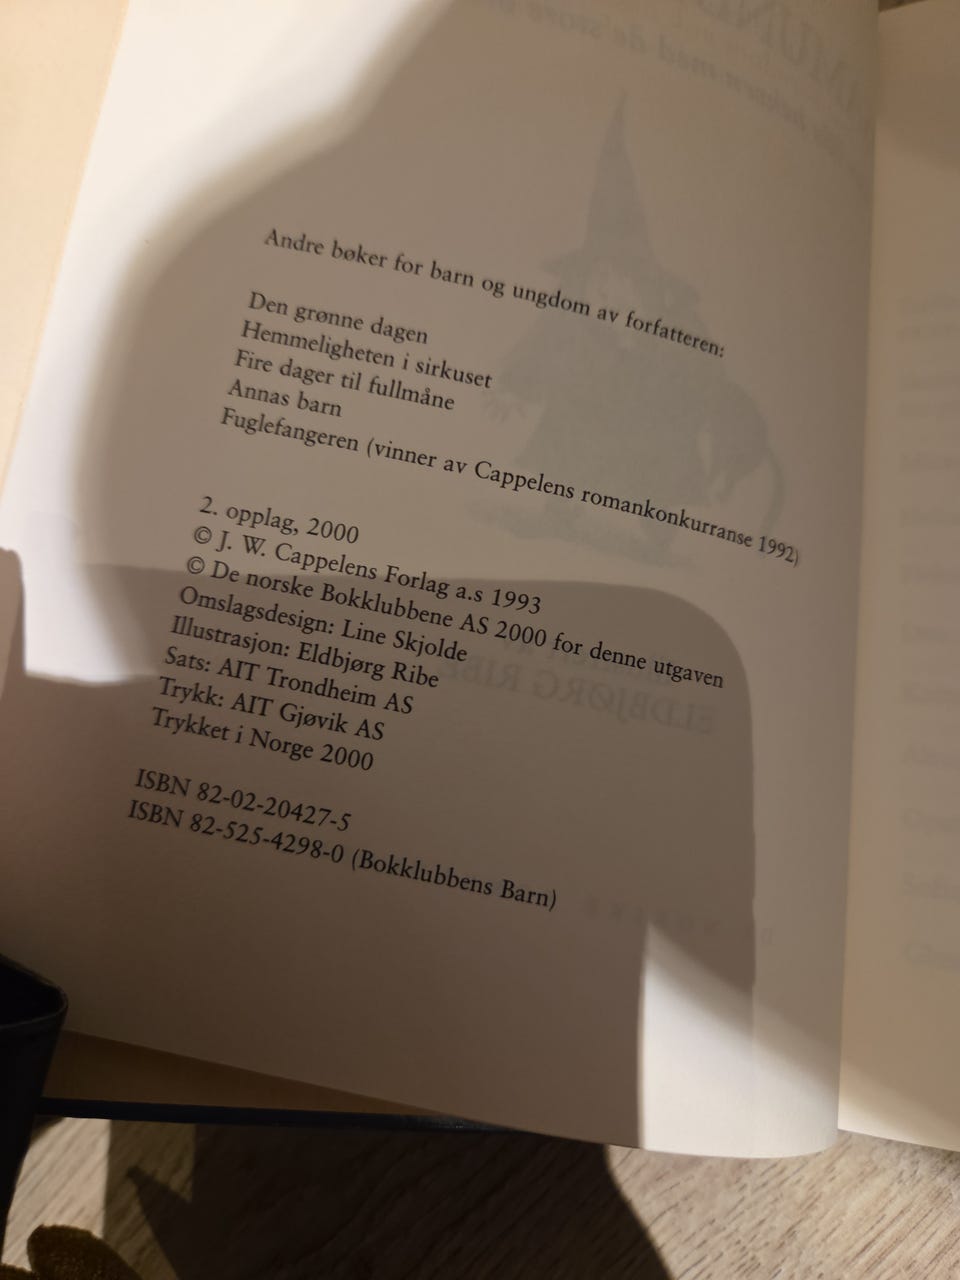 Andre bøker for barn og ungdom av forfatteren:
Den grønne dagen
Hemmeligheten i sirkuset
Fire dager til fullmåne
Annas barn
Fuglefangeren (vinner av Cappelens romankonkurranse 1992)
2. opplag, 2000
© J. W. Cappelens Forlag a.s 1993
© De norske Bokklubbene AS 2000 for denne utgaven
Omslagsdesign: Line Skjolde
Illustrasjon: Eldbjørg Ribe
Sats: AIT Trondheim AS
Trykk: AIT Gjøvik AS
Trykket i Norge 2000
ISBN 82-02-20427-5
ISBN 82-525-4298-0 (Bokklubbens Barn)
ELDBJØRG RIBE